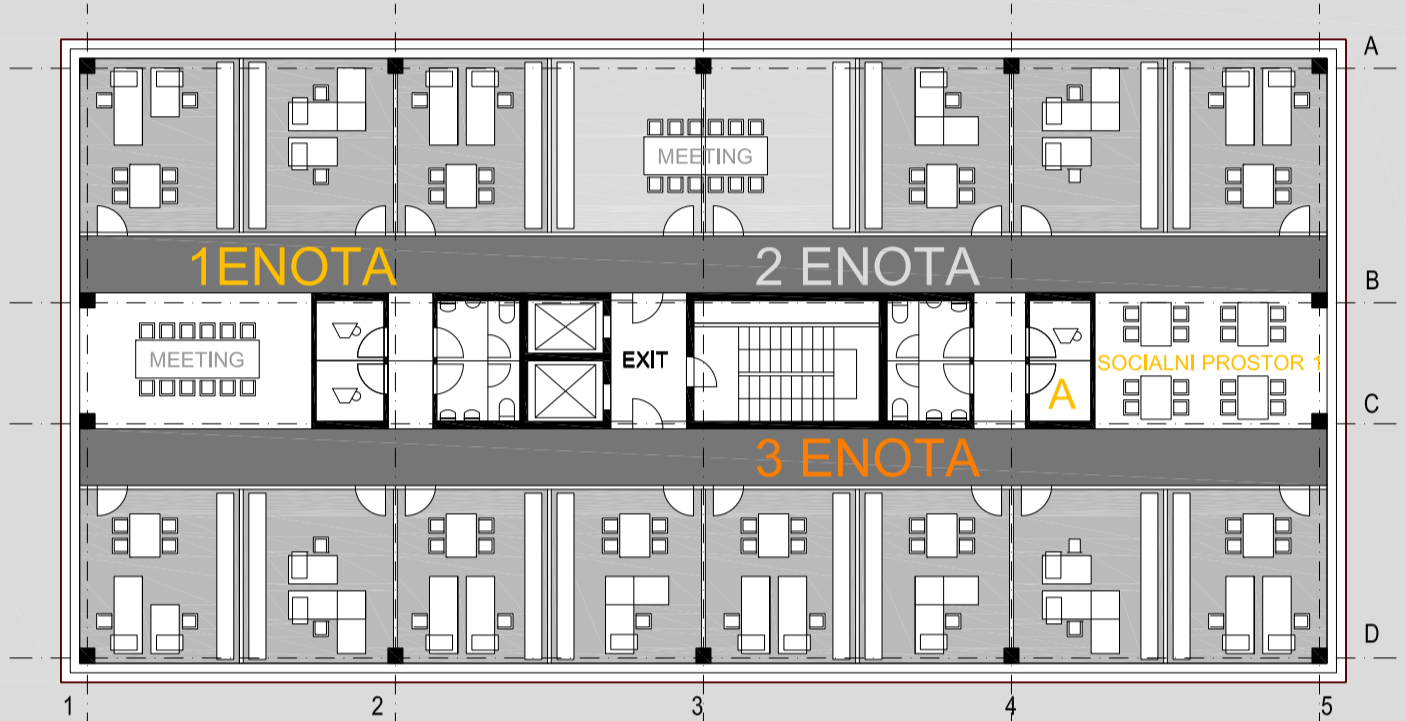 A
MEETING
1ENOTA
2 ENOTA
B
MEETING
EXIT
SOCIALNI PROSTOR 1
A
C
3 ENOTA
D
1
2
3
4
5